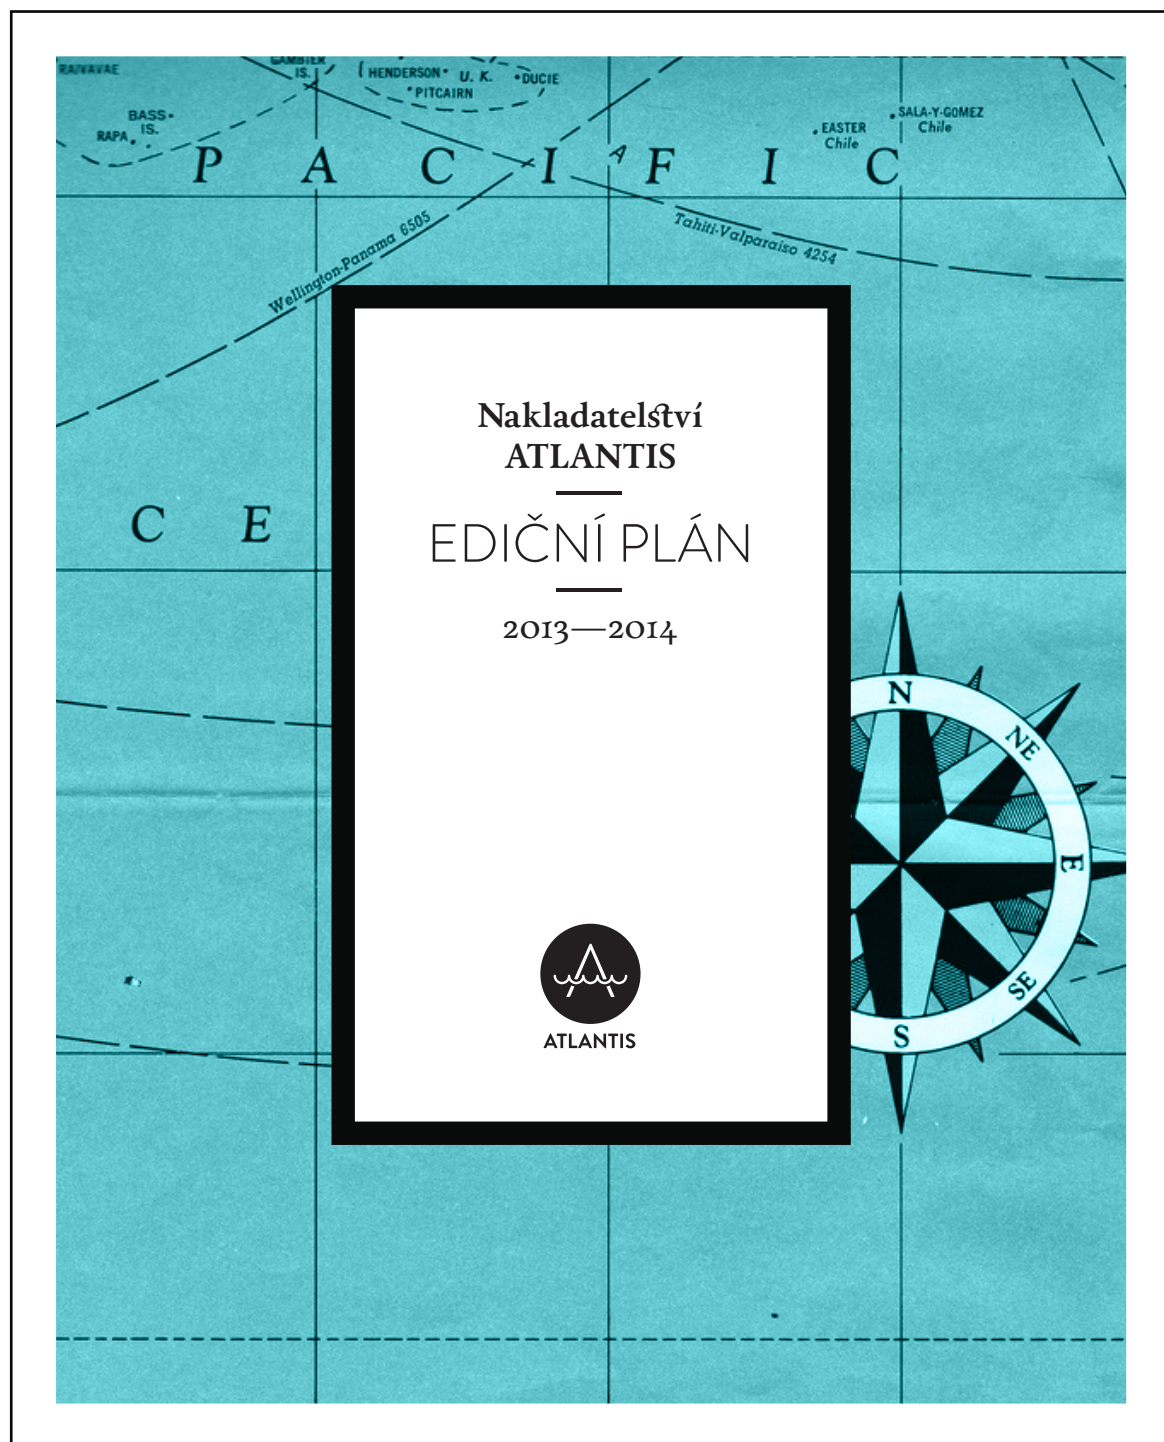 RAIVAVAE
GAMBIER
IS.
HENDERSON
U. K.
DUCIE
PITCAIRN
BASS
IS.
RAPA
SALA-Y-GOMEZ
Chile
EASTER
Chile
P A C I F I C
A
Wellington-Panama 6505
Tahiti-Valparaiso 4254
Nakladatelství
ATLANTIS
EDIČNÍ PLÁN
2013—2014
C E
N
NE
E
SE
S
ATLANTIS